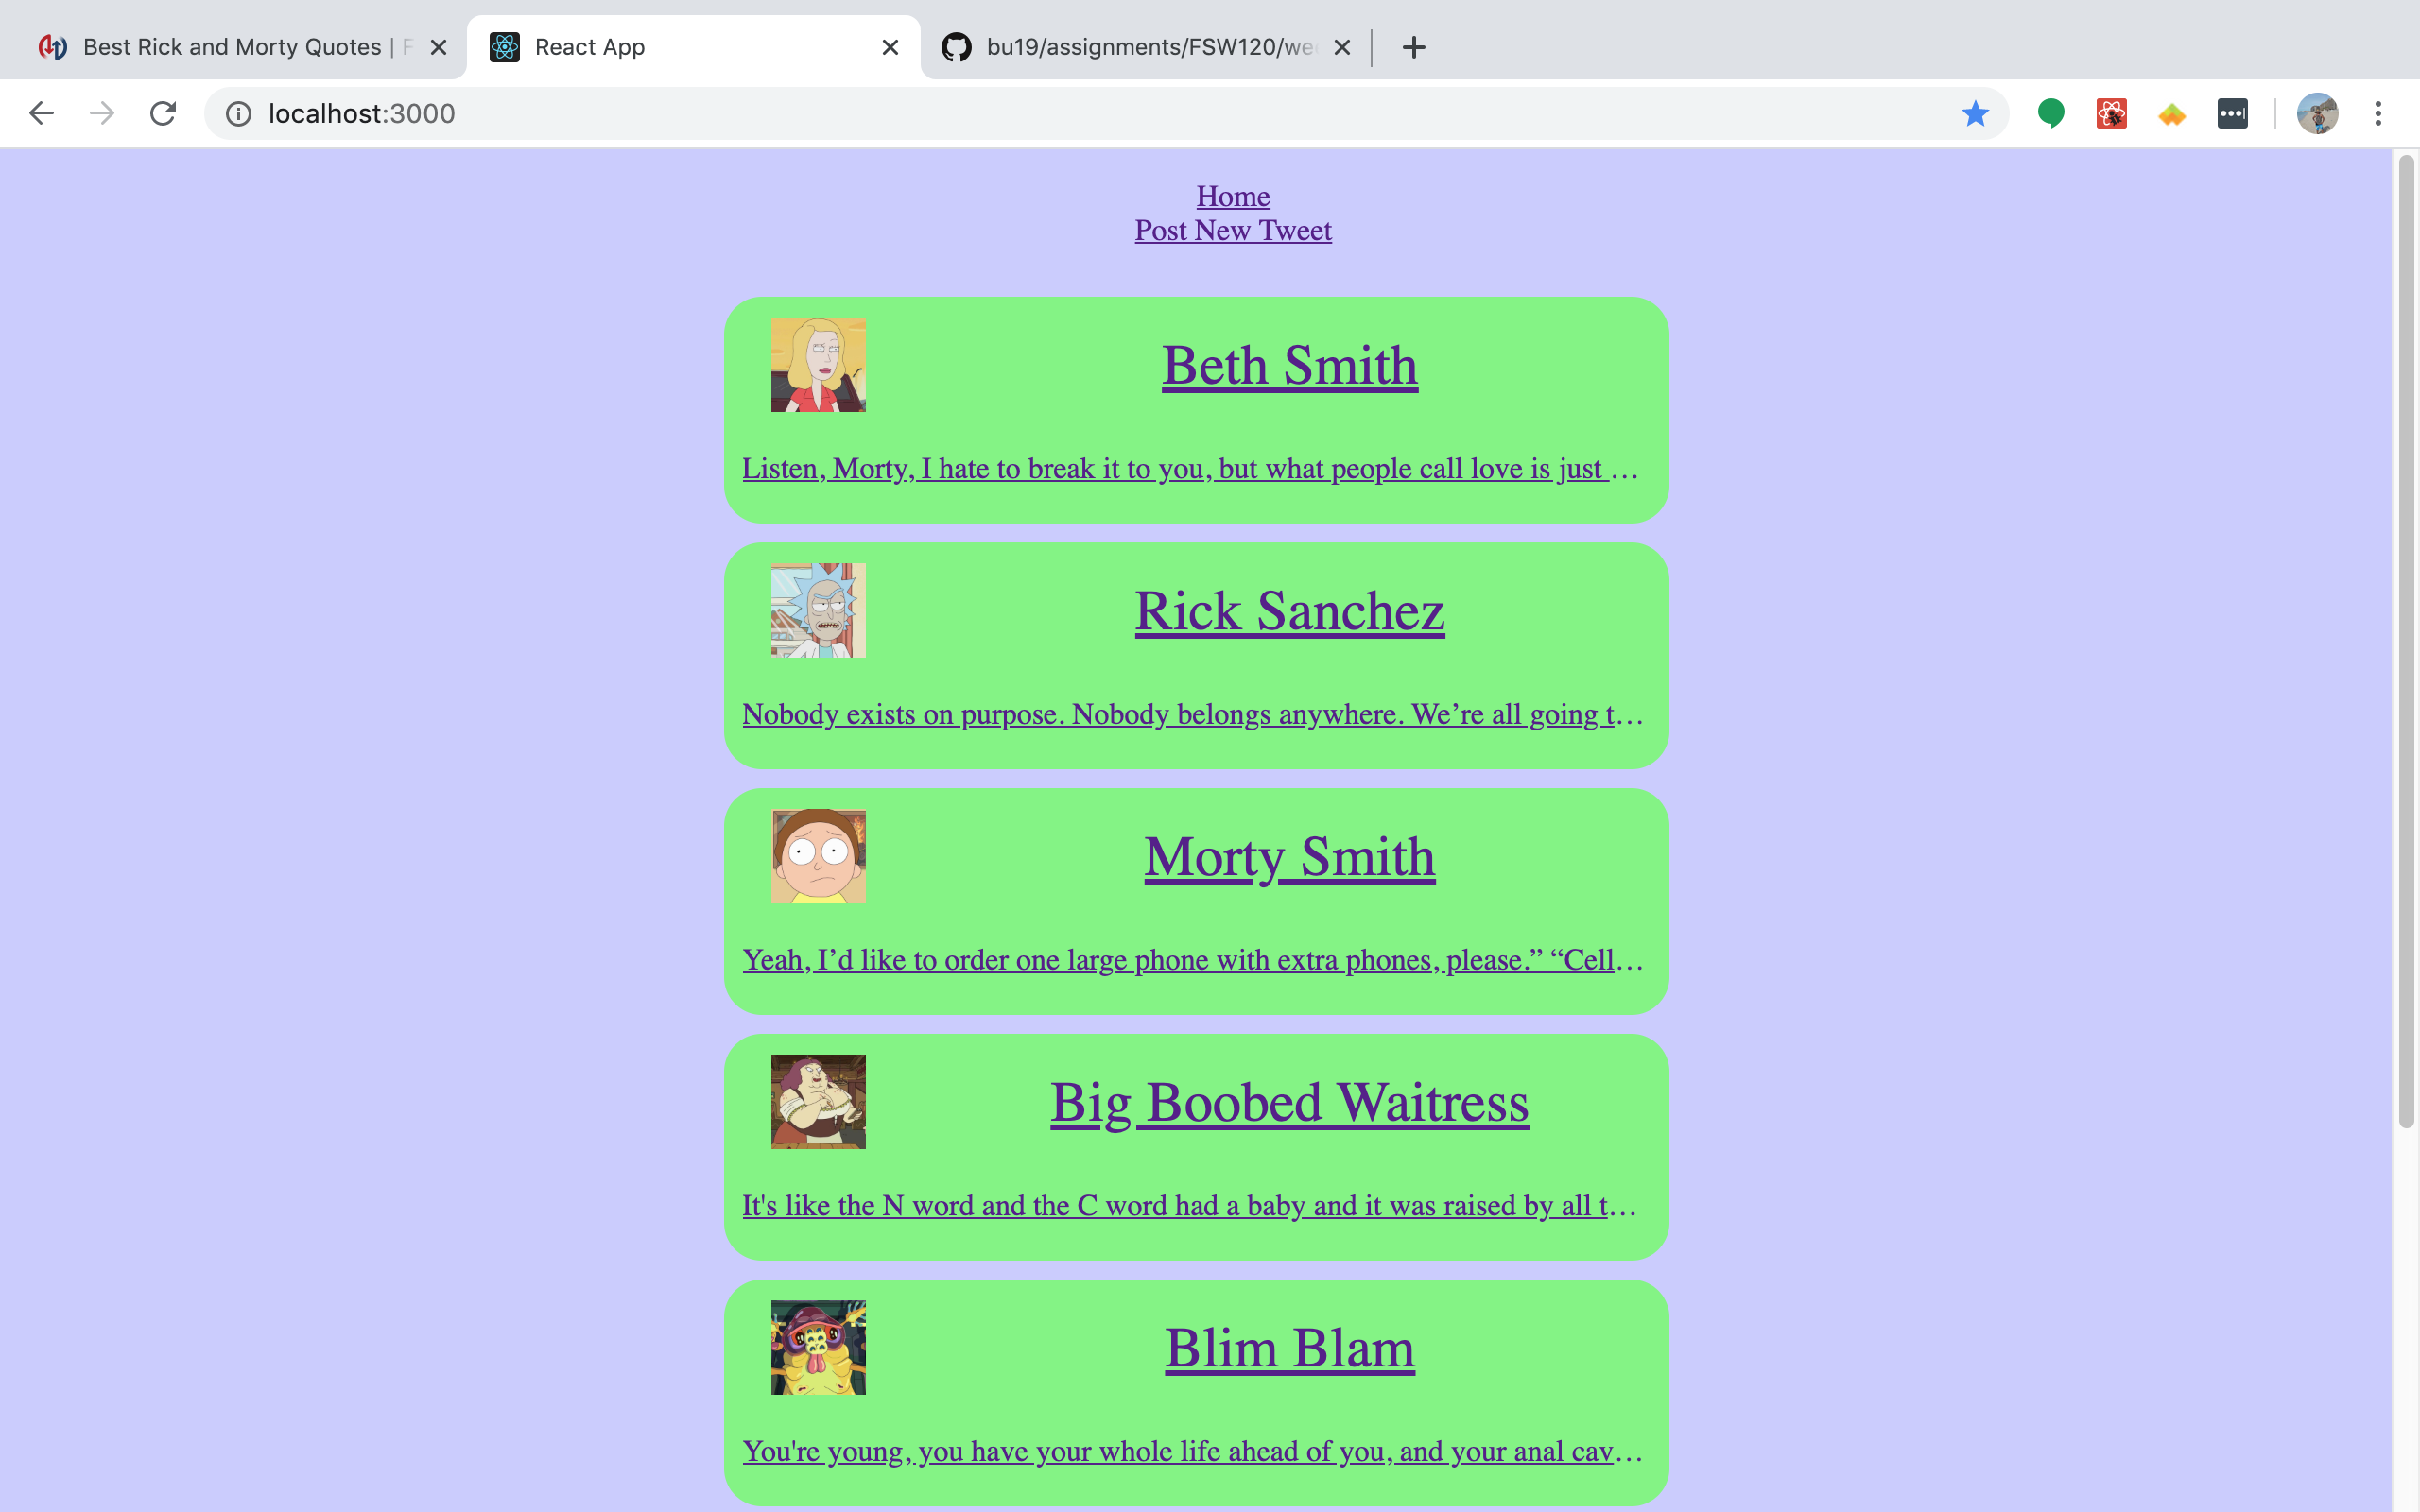 Best Rick and Morty Quotes | F
React App
bu19/assignments/FSW120/wee
localhost:3000
Home
Post New Tweet
Beth Smith
Listen, Morty, I hate to break it to you, but what people call love is just …
Rick Sanchez
Nobody exists on purpose. Nobody belongs anywhere. We’re all going t…
Morty Smith
Yeah, I’d like to order one large phone with extra phones, please.” “Cell…
Big Boobed Waitress
It's like the N word and the C word had a baby and it was raised by all t…
Blim Blam
You're young, you have your whole life ahead of you, and your anal cav…